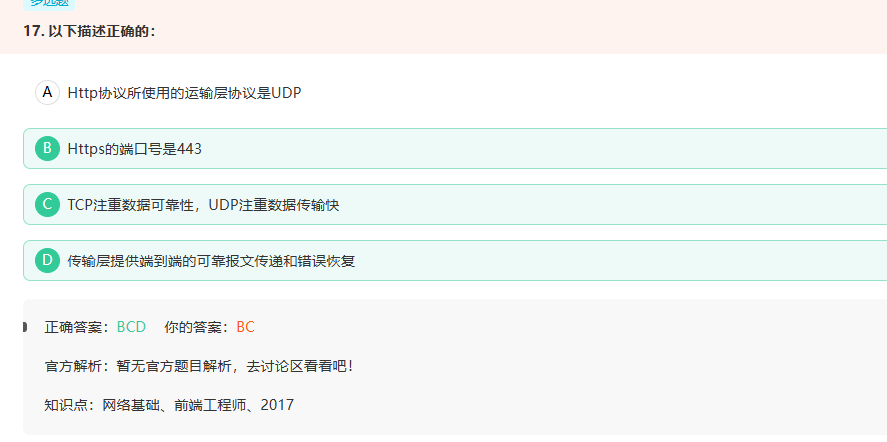 多选题
17. 以下描述正确的：
A Http协议所使用的运输层协议是UDP
B Https的端口号是443
C TCP注重数据可靠性，UDP注重数据传输快
D 传输层提供端到端的可靠报文传递和错误恢复
正确答案：BCD 你的答案：BC
官方解析：暂无官方题目解析，去讨论区看看吧！
知识点：网络基础、前端工程师、2017